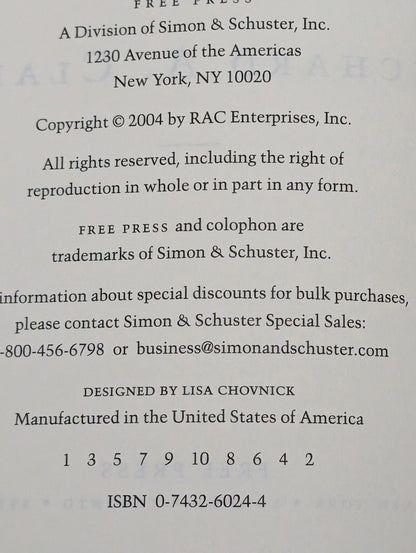 FREE PRESS
A Division of Simon & Schuster, Inc.
1230 Avenue of the Americas
New York, NY 10020
Copyright © 2004 by RAC Enterprises, Inc.
All rights reserved, including the right of
reproduction in whole or in part in any form.
FREE PRESS and colophon are
trademarks of Simon & Schuster, Inc.
information about special discounts for bulk purchases,
please contact Simon & Schuster Special Sales:
-800-456-6798 or business@simonandschuster.com
DESIGNED BY LISA CHOVNICK
Manufactured in the United States of America
1 3 5 7 9 10 8 6 4 2
ISBN 0-7432-6024-4